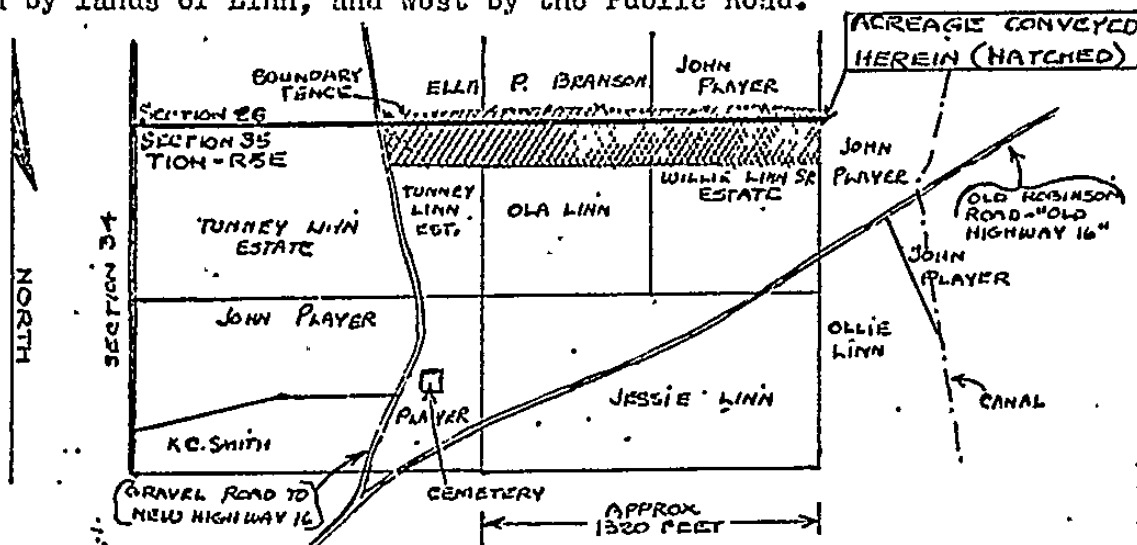 by lands of Linn, and West by the Public Road.
ACREAGE CONVEYED
HEREIN (HATCHED)
BOUNDARY
FENCE
ELLA P. BRANSON
JOHN
PLAYER
SECTION 26
SECTION 35
T10N-R5E
SECTION 34
NORTH
TUNNEY LINN
ESTATE
TUNNEY
LINN
EST.
OLA LINN
WILLIE LINN SR
ESTATE
JOHN
PLAYER
OLD ROBINSON
ROAD-"OLD
HIGHWAY 16"
JOHN
PLAYER
JOHN PLAYER
OLLIE
LINN
PLAYER
JESSIE LINN
CANAL
K.C. SMITH
GRAVEL ROAD TO
NEW HIGHWAY 16
CEMETERY
APPROX
1320 FEET